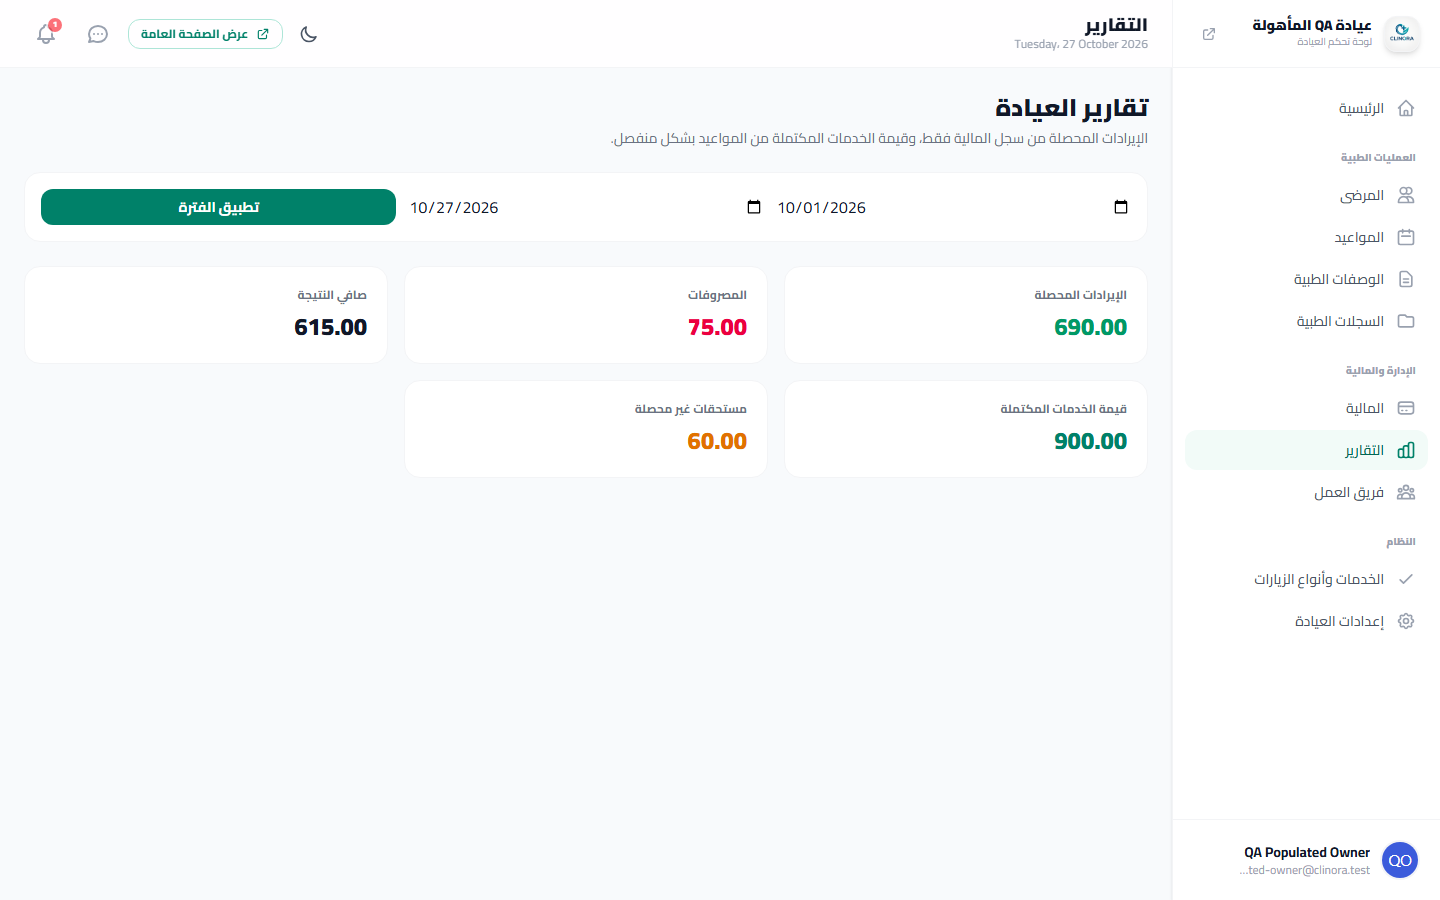 عيادة QA المأهولة
لوحة تحكم العيادة
CLINORA
الرئيسية
العمليات الطبية
المرضى
المواعيد
الوصفات الطبية
السجلات الطبية
الإدارة والمالية
المالية
التقارير
فريق العمل
النظام
الخدمات وأنواع الزيارات
إعدادات العيادة
QA Populated Owner
...ted-owner@clinora.test
QO
التقارير
Tuesday، 27 October 2026
عرض الصفحة العامة
1
تقارير العيادة
الإيرادات المحصلة من سجل المالية فقط، وقيمة الخدمات المكتملة من المواعيد بشكل منفصل.
10/01/2026
10/27/2026
تطبيق الفترة
الإيرادات المحصلة
690.00
المصروفات
75.00
صافي النتيجة
615.00
قيمة الخدمات المكتملة
900.00
مستحقات غير محصلة
60.00